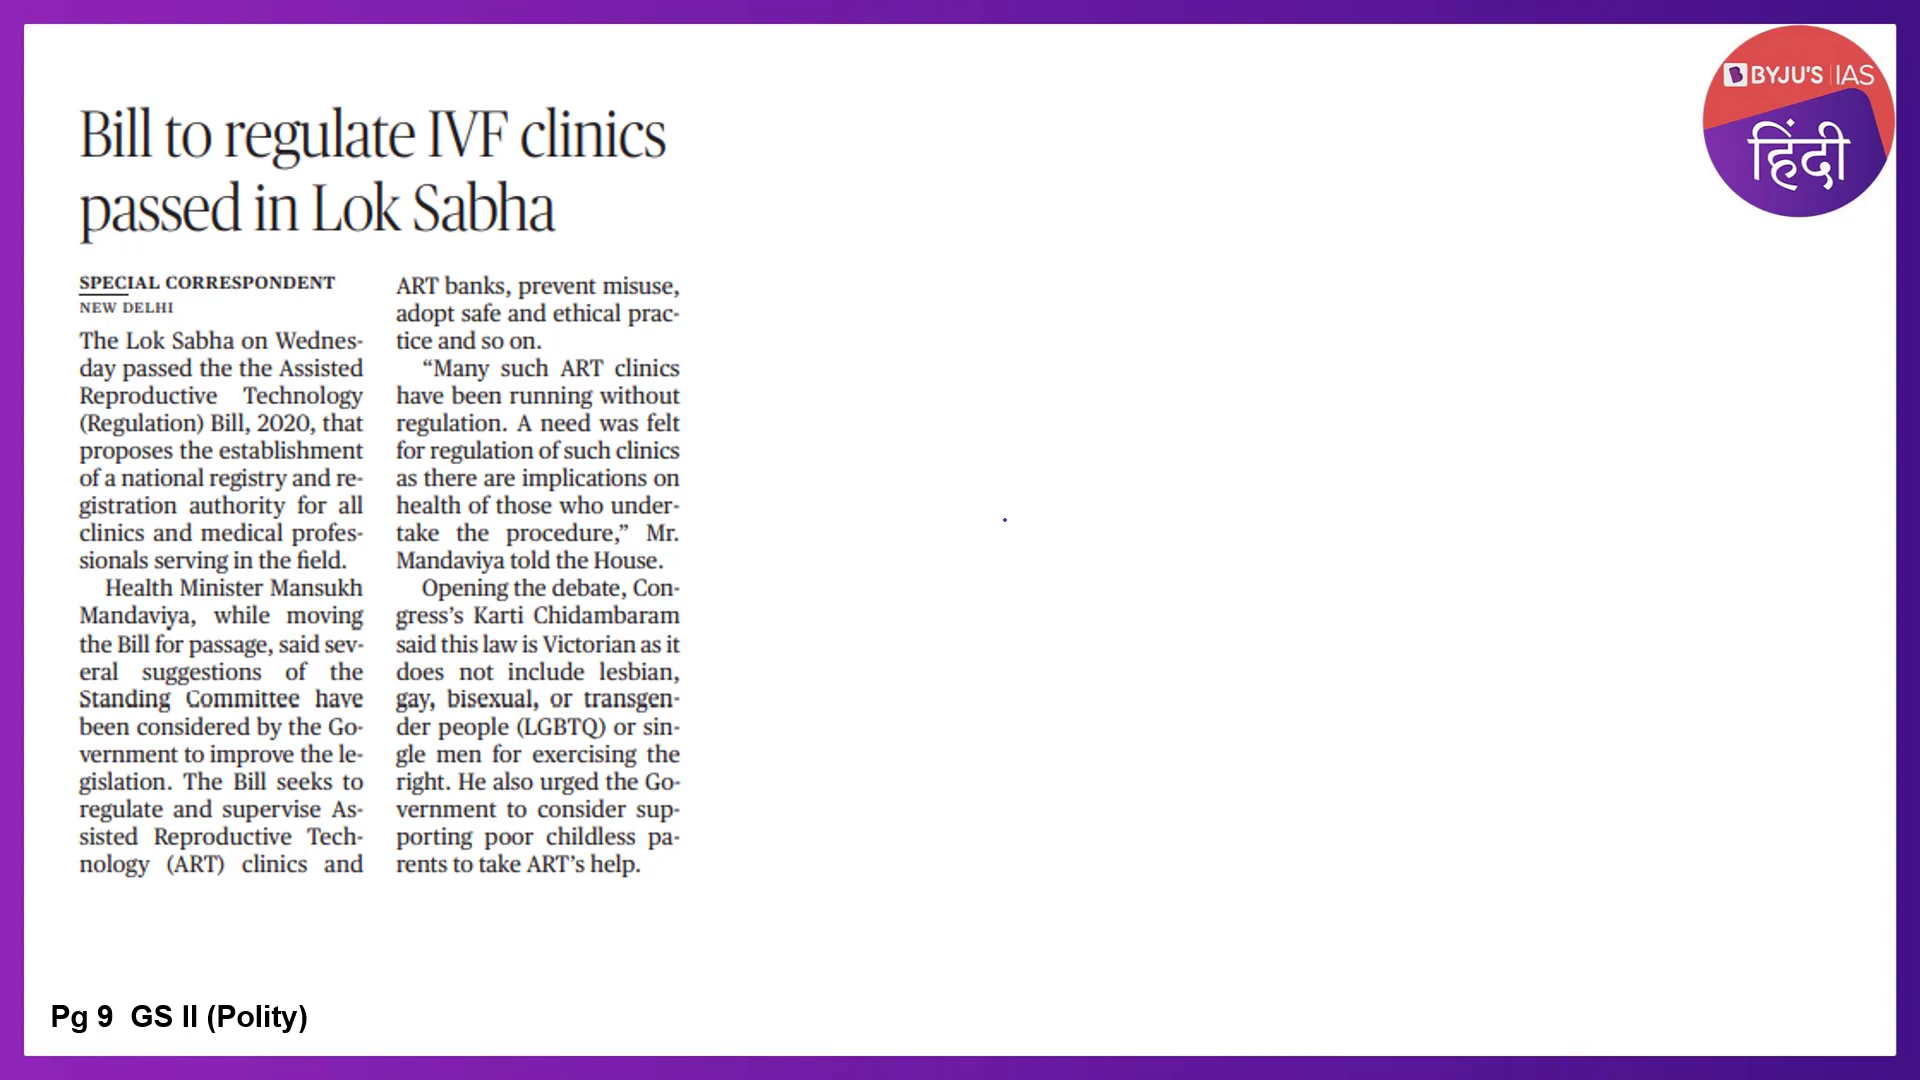 Bill to regulate IVF clinics
passed in Lok Sabha
SPECIAL CORRESPONDENT
NEW DELHI
The Lok Sabha on Wednes-
day passed the the Assisted
Reproductive Technology
(Regulation) Bill, 2020, that
proposes the establishment
of a national registry and re-
gistration authority for all
clinics and medical profes-
sionals serving in the field.
Health Minister Mansukh
Mandaviya, while moving
the Bill for passage, said sev-
eral suggestions of the
Standing Committee have
been considered by the Go-
vernment to improve the le-
gislation. The Bill seeks to
regulate and supervise As-
sisted Reproductive Tech-
nology (ART) clinics and
ART banks, prevent misuse,
adopt safe and ethical prac-
tice and so on.
“Many such ART clinics
have been running without
regulation. A need was felt
for regulation of such clinics
as there are implications on
health of those who under-
take the procedure,” Mr.
Mandaviya told the House.
Opening the debate, Con-
gress’s Karti Chidambaram
said this law is Victorian as it
does not include lesbian,
gay, bisexual, or transgen-
der people (LGBTQ) or sin-
gle men for exercising the
right. He also urged the Go-
vernment to consider sup-
porting poor childless pa-
rents to take ART’s help.
BYJU'S IAS
हिंदी
Pg 9 GS II (Polity)